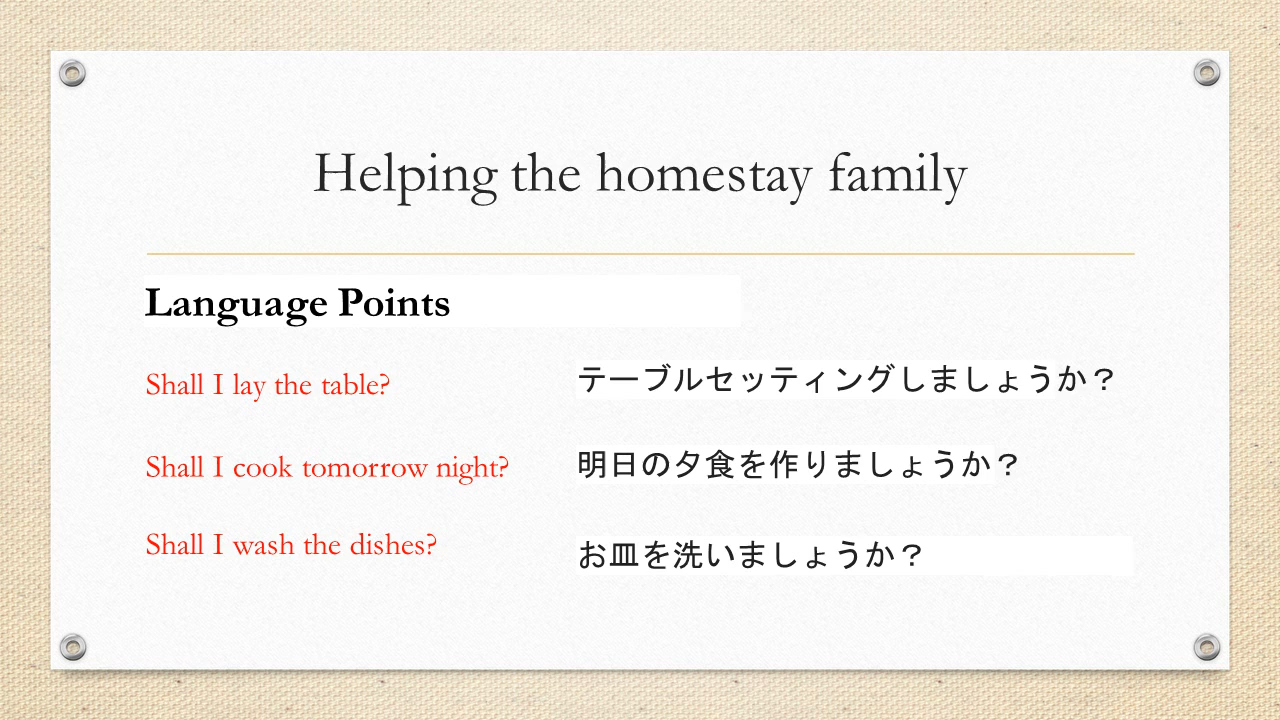 Helping the homestay family
Language Points
Shall I lay the table?
テーブルセッティングしましょうか？
Shall I cook tomorrow night?
明日の夕食を作りましょうか？
Shall I wash the dishes?
お皿を洗いましょうか？